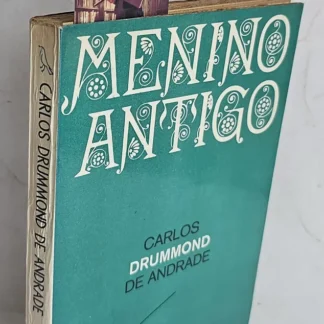 MENINO
ANTIGO
CARLOS
DRUMMOND
DE ANDRADE
CARLOS DRUMMOND DE ANDRADE